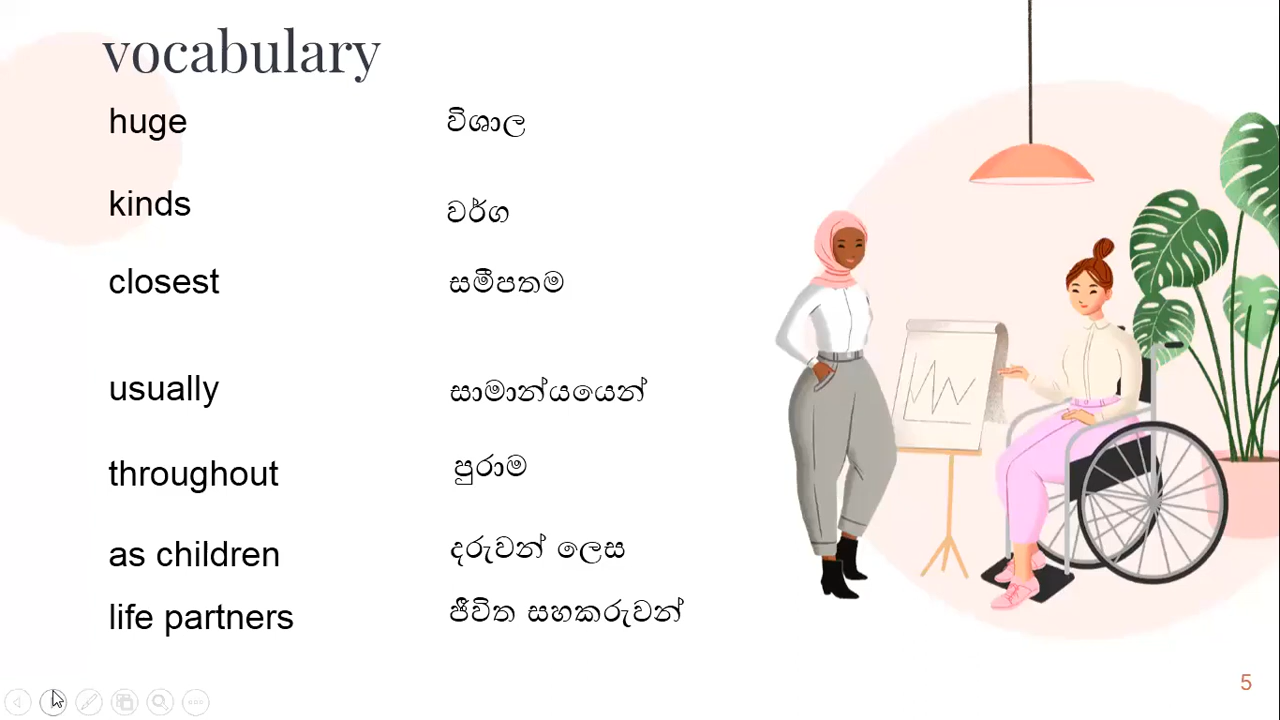 vocabulary
huge විශාල
kinds වර්ග
closest සමීපතම
usually සාමාන්යයෙන්
throughout පුරාම
as children දරුවන් ලෙස
life partners ජීවිත සහකරුවන්
5